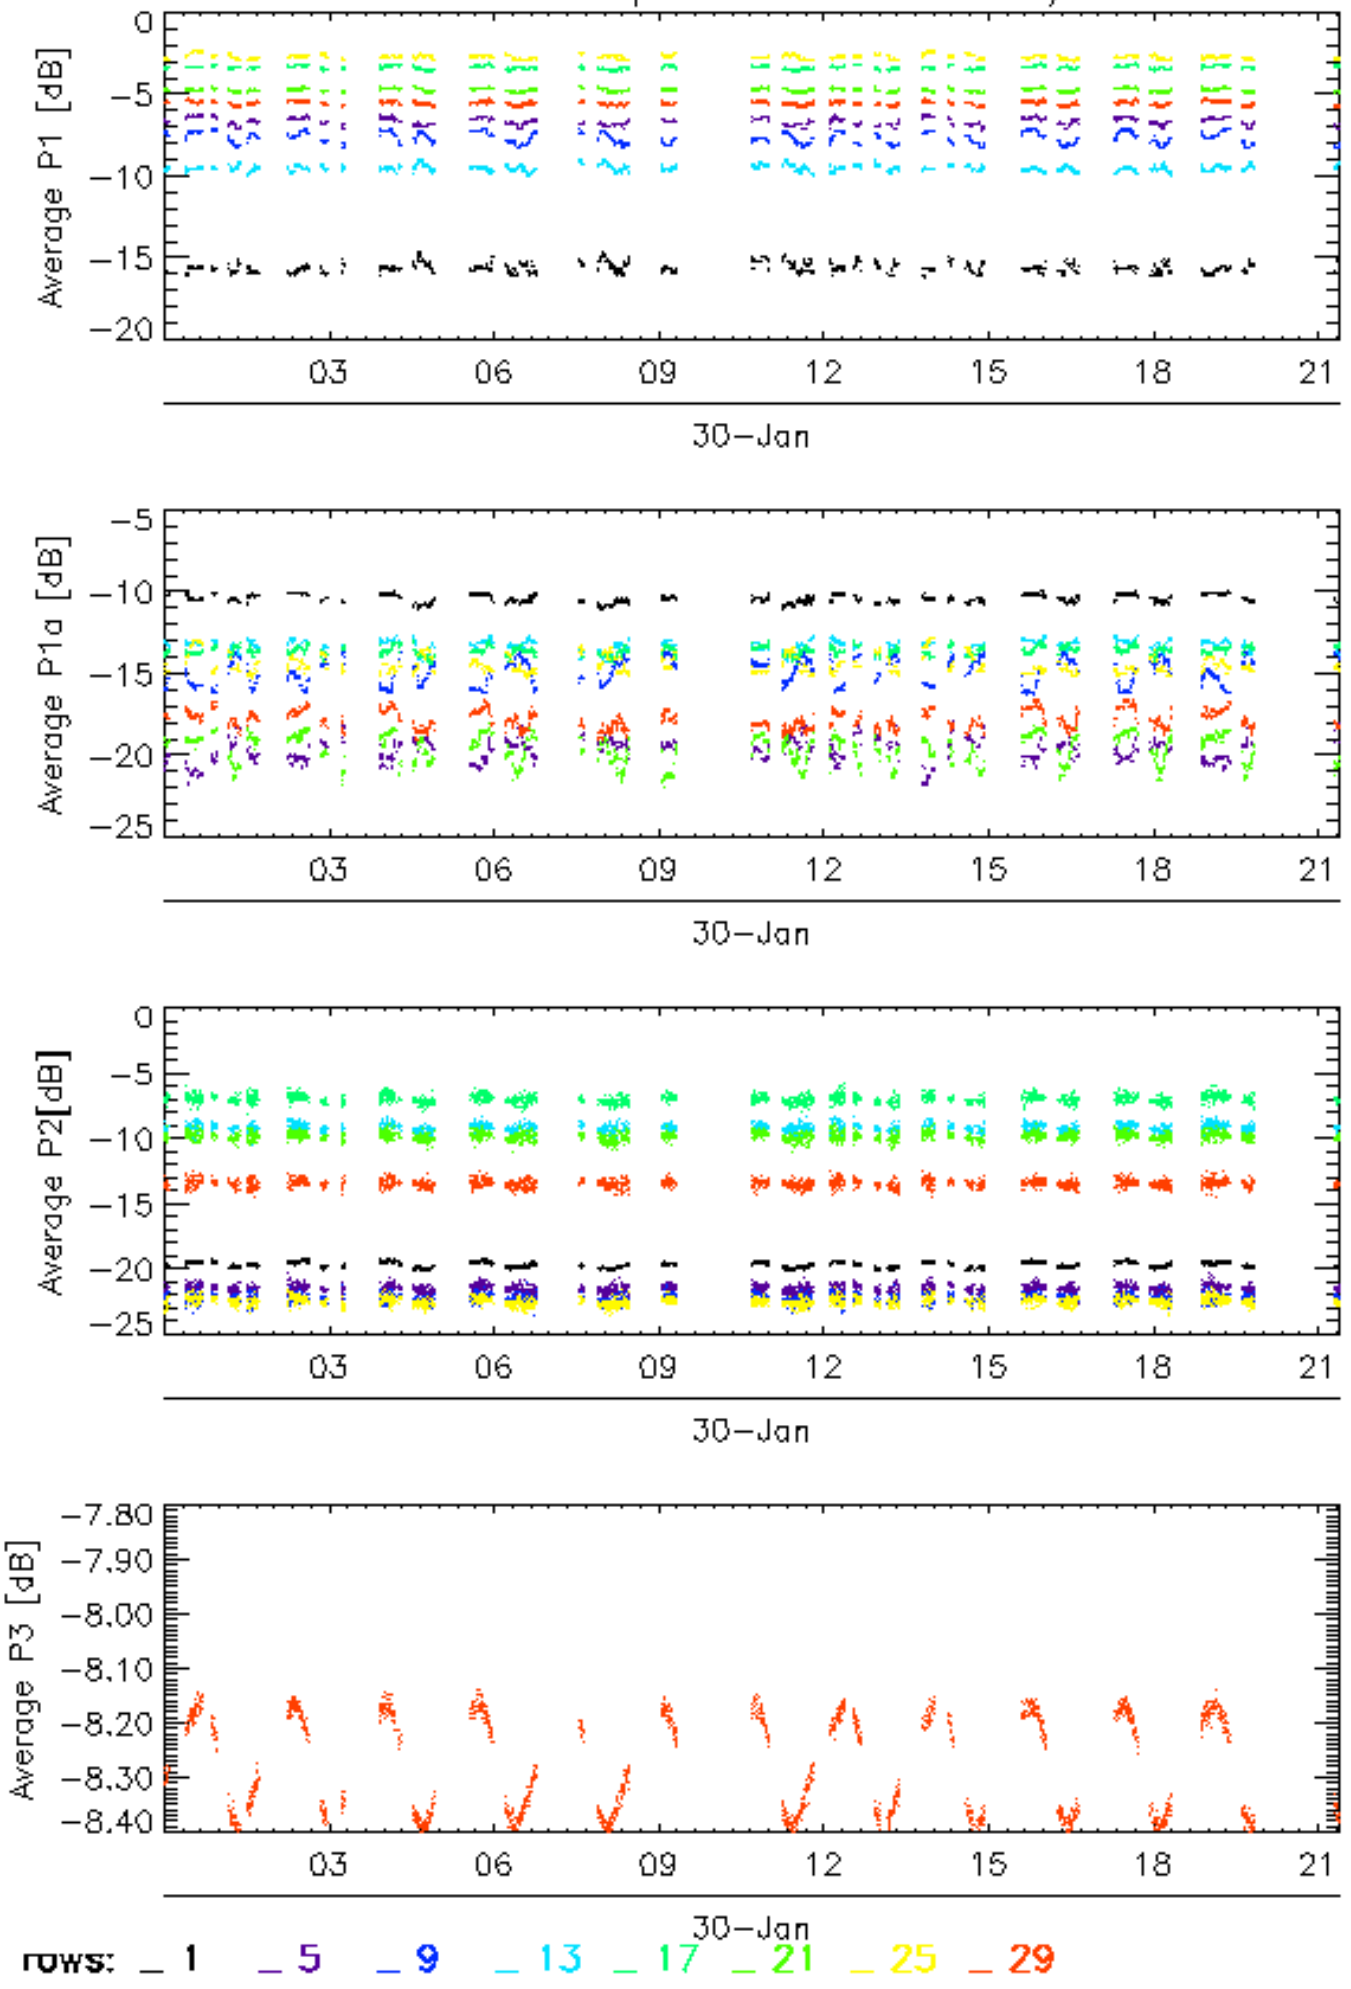 0
−5
−10
−15
−20
Average P1 [dB]
03 06 09 12 15 18 21
30−Jan
−5
−10
−15
−20
−25
Average P1a [dB]
03 06 09 12 15 18 21
30−Jan
0
−5
−10
−15
−20
−25
Average P2[dB]
03 06 09 12 15 18 21
30−Jan
−7.80
−7.90
−8.00
−8.10
−8.20
−8.30
−8.40
Average P3 [dB]
03 06 09 12 15 18 21
30−Jan
rows: _ 1 _ 5 _ 9 _ 13 _ 17 _ 21 _ 25 _ 29